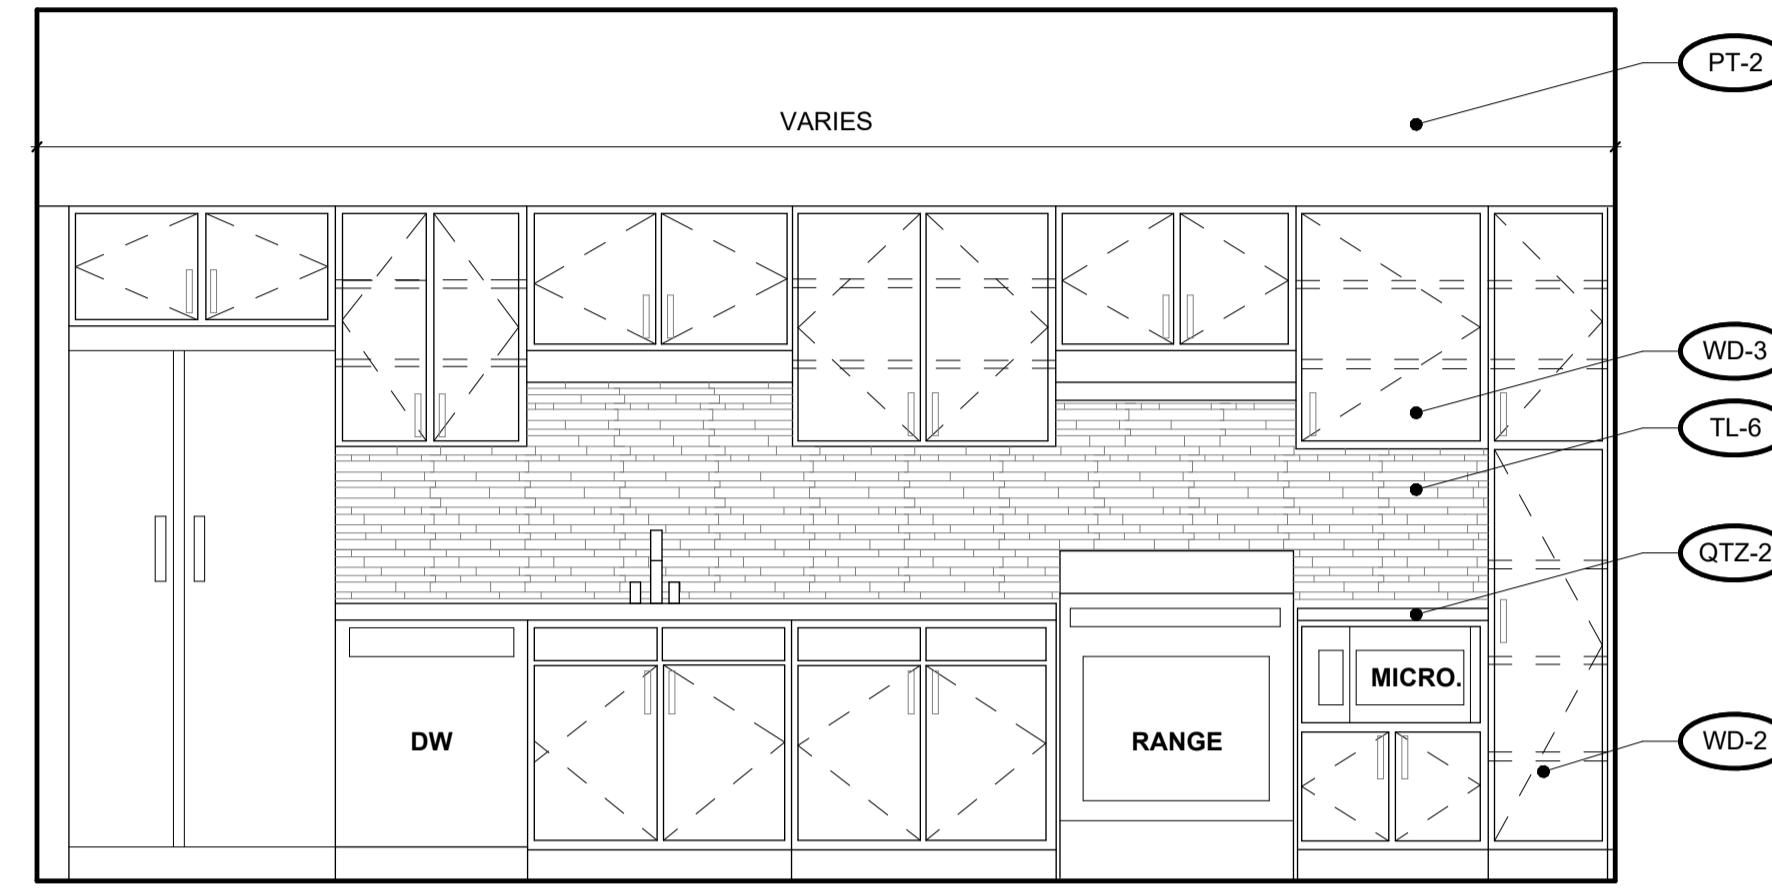 PT-2
VARIES
WD-3
TL-6
QTZ-2
MICRO.
DW
RANGE
WD-2